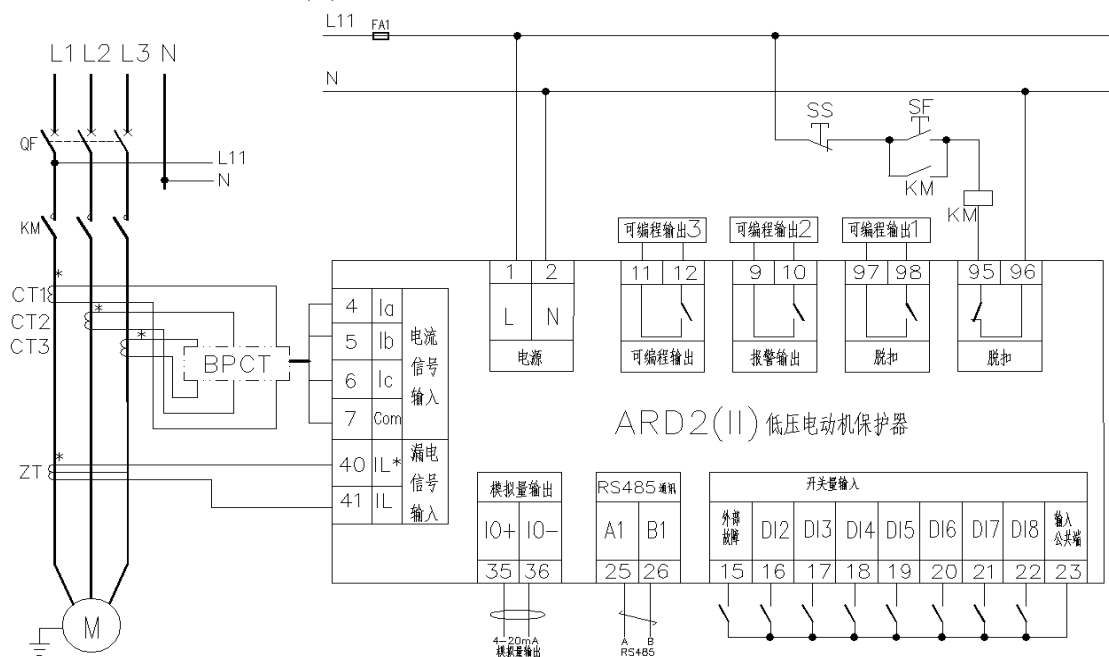 L11
FA1
L1 L2 L3 N
N
SS
SF
QF
L11
N
KM
KM
KM
可编程输出3
可编程输出2
可编程输出1
1 2
11 12
9 10
97 98
95 96
L N
电源
可编程输出
报警输出
脱扣
脱扣
*
CT1
*
CT2
*
CT3
BPCT
4 Ia
5 Ib
6 Ic
7 Com
电流信号输入
ARD2(II)低压电动机保护器
*
ZT
40 IL*
41 IL
漏电信号输入
模拟量输出
IO+ IO-
35 36
4-20mA
模拟量输出
RS485通讯
A1 B1
25 26
A B
RS485
开关量输入
外部故障 DI2 DI3 DI4 DI5 DI6 DI7 DI8 输入公共端
15 16 17 18 19 20 21 22 23
M